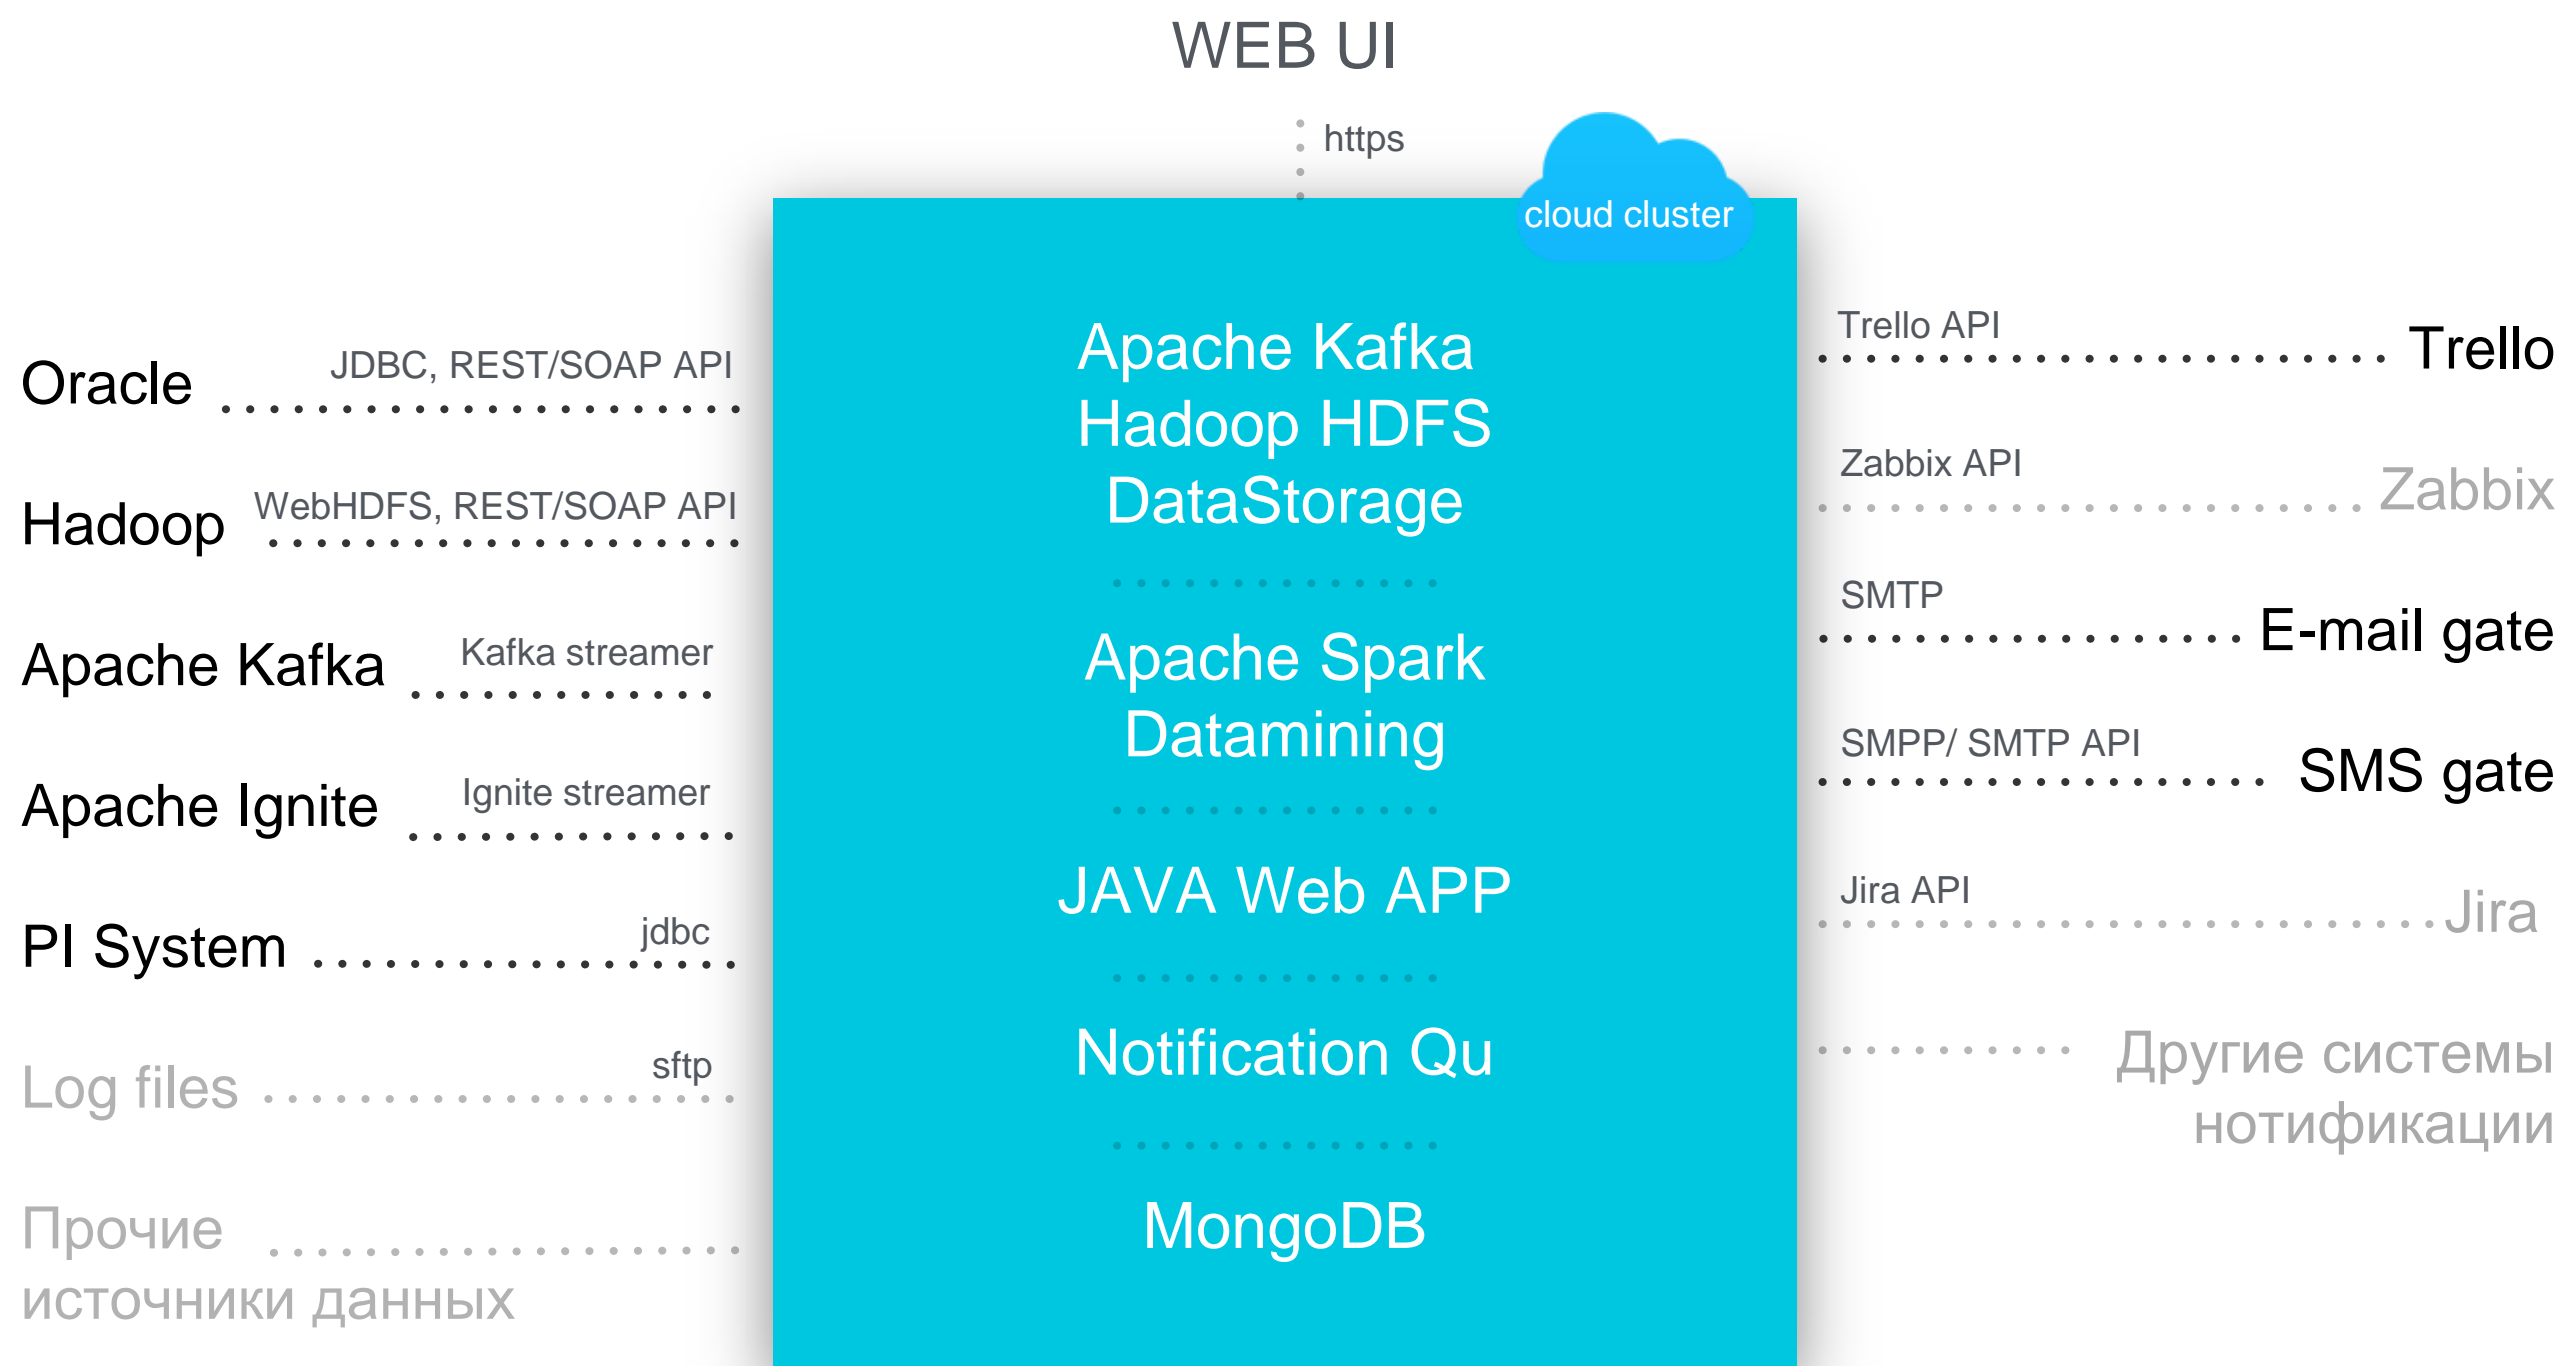 WEB UI
https
cloud cluster
Oracle
JDBC, REST/SOAP API
Hadoop
WebHDFS, REST/SOAP API
Apache Kafka
Kafka streamer
Apache Ignite
Ignite streamer
PI System
jdbc
Log files
sftp
Прочие
источники данных
Apache Kafka
Hadoop HDFS
DataStorage
Apache Spark
Datamining
JAVA Web APP
Notification Qu
MongoDB
Trello API
Trello
Zabbix API
Zabbix
SMTP
E-mail gate
SMPP/ SMTP API
SMS gate
Jira API
Jira
Другие системы
нотификации